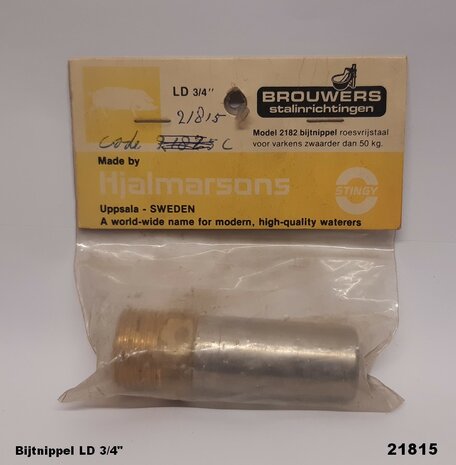 LD 3/4"
21815
code 21825 C
BROUWERS
stalinrichtingen
Model 2182 bijtnippel roesvrijstaal
voor varkens zwaarder dan 50 kg.
Made by
Hjalmarsons
STINGY
Uppsala - SWEDEN
A world-wide name for modern, high-quality waterers
Bijtnippel LD 3/4"
21815